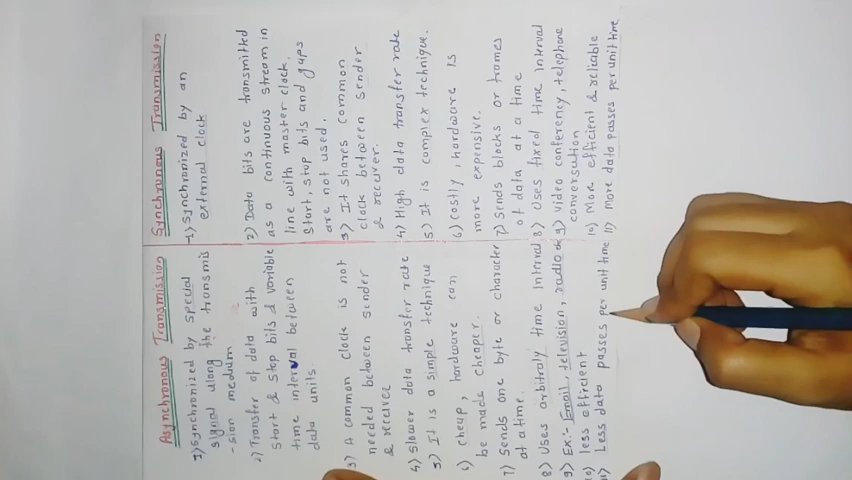 Asynchronous Transmission
1) Synchronized by special
signal along the transmis
-sion medium
2) Transfer of data with
start & stop bits & variable
time interval between
data units
3) A common clock is not
needed between sender
& receiver
4) Slower data transfer rate
5) It is a simple technique
6) cheap, hardware can
be made cheaper.
7) Sends one byte or character
at a time.
8) Uses arbitraly time interval
9) Ex:- Email, television, radio
10) less efficient
11) Less data passes per unit time
Synchronous Transmission
1) Synchronized by an
external clock
2) Data bits are transmitted
as a continuous stream in
line with master clock.
Start, stop bits and gaps
are not used.
3) It shares common
clock between sender
& receiver.
4) High data transfer rate
5) It is complex technique.
6) costly, hardware is
more expensive.
7) Sends blocks or frames
of data at a time
8) Uses fixed time interval
9) Video conferency, telephone
conversation
10) More efficient & relicable
11) More data passes per unit time